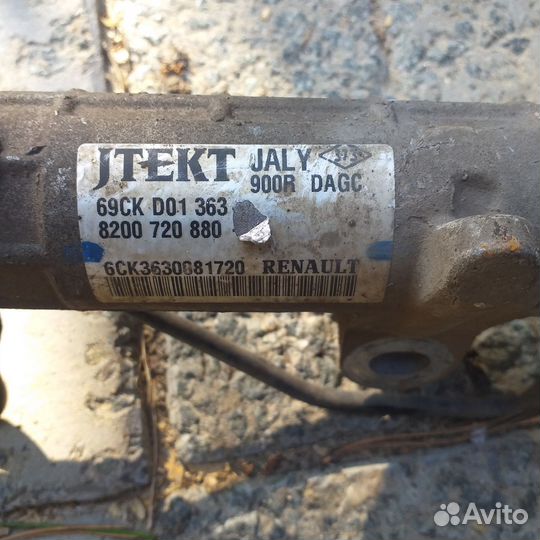 JTEKT JALY
900R DAGC
69CK D01 363
8200 720 880
6CK3630081720 RENAULT
Avito